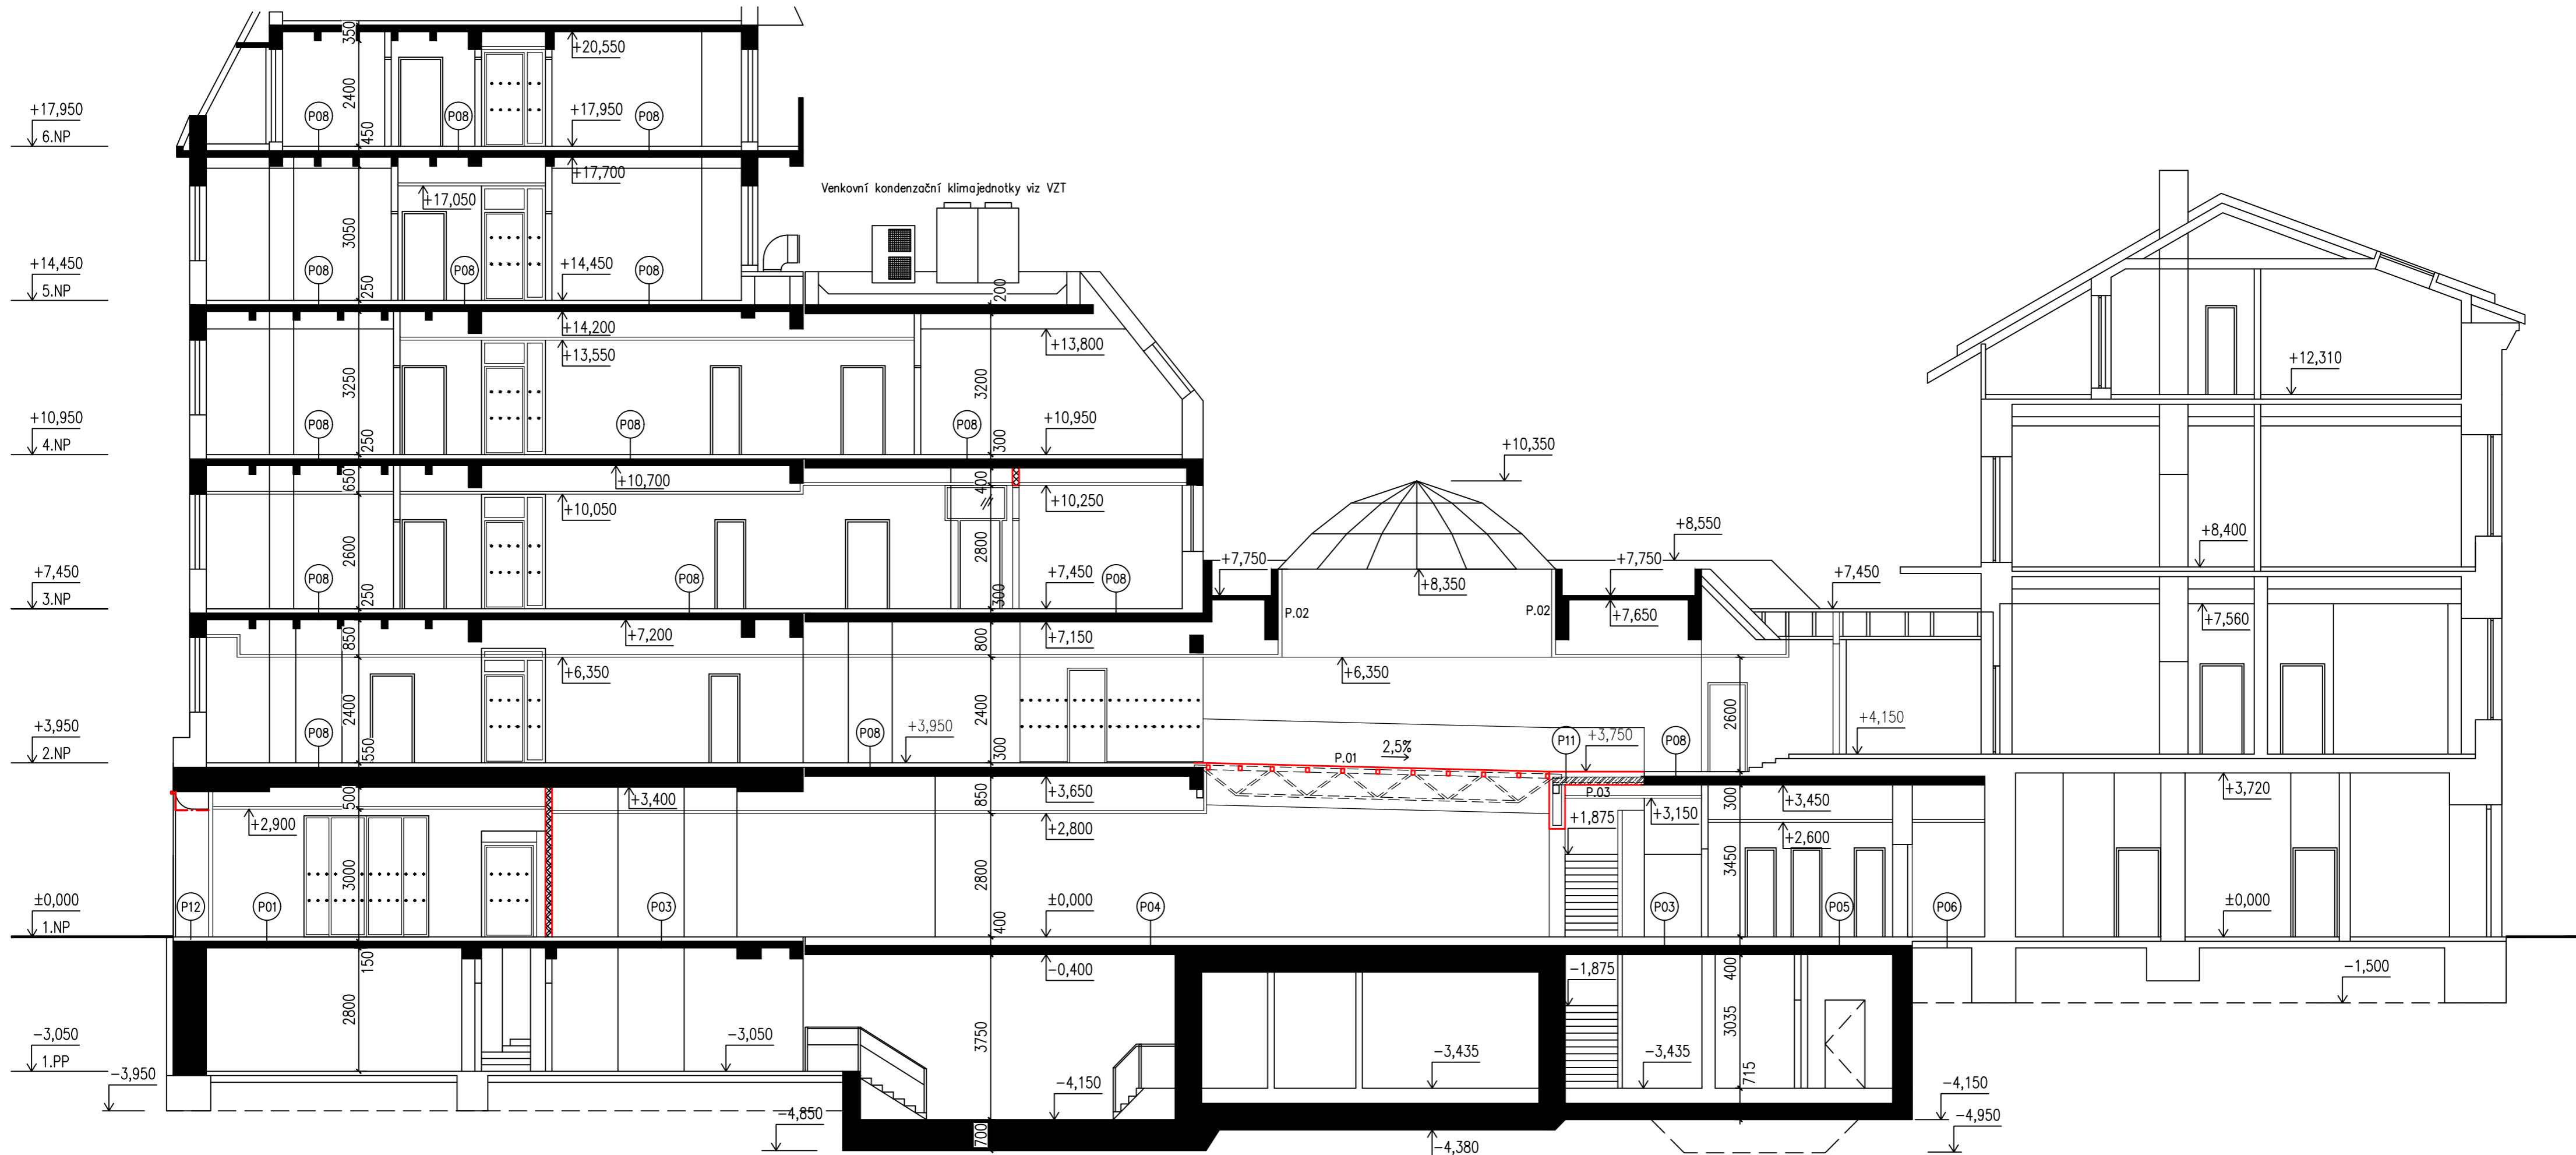 350
+20,550
2400
+17,950
6.NP
P08
P08
+17,950
P08
450
+17,700
+17,050
Venkovní kondenzační klimajednotky viz VZT
3050
+14,450
5.NP
P08
P08
+14,450
P08
250
200
+14,200
+13,550
+13,800
+12,310
3250
3200
+10,950
4.NP
P08
P08
P08
+10,950
250
300
+10,350
650
+10,700
400
+10,050
+10,250
+8,550
+8,400
2600
2800
+7,750
+7,750
+7,450
3.NP
P08
P08
+7,450
P08
+8,350
+7,450
250
300
P.02
P.02
+7,650
+7,560
850
+7,200
800
+7,150
+6,350
+6,350
2400
2400
2600
+3,950
2.NP
P08
P08
+3,950
P.01
2,5%
P11
+3,750
P08
+4,150
550
300
500
+3,400
850
+3,650
P.03
300
+3,450
+3,720
+2,900
+2,800
+1,875
+3,150
+2,600
3000
2800
3450
±0,000
1.NP
P12
P01
P03
±0,000
P04
P03
P05
P06
±0,000
400
150
-0,400
-1,875
400
-1,500
2800
3750
3035
-3,050
1.PP
-3,050
-3,435
-3,435
715
-3,950
-4,850
-4,150
-4,150
700
-4,380
-4,950